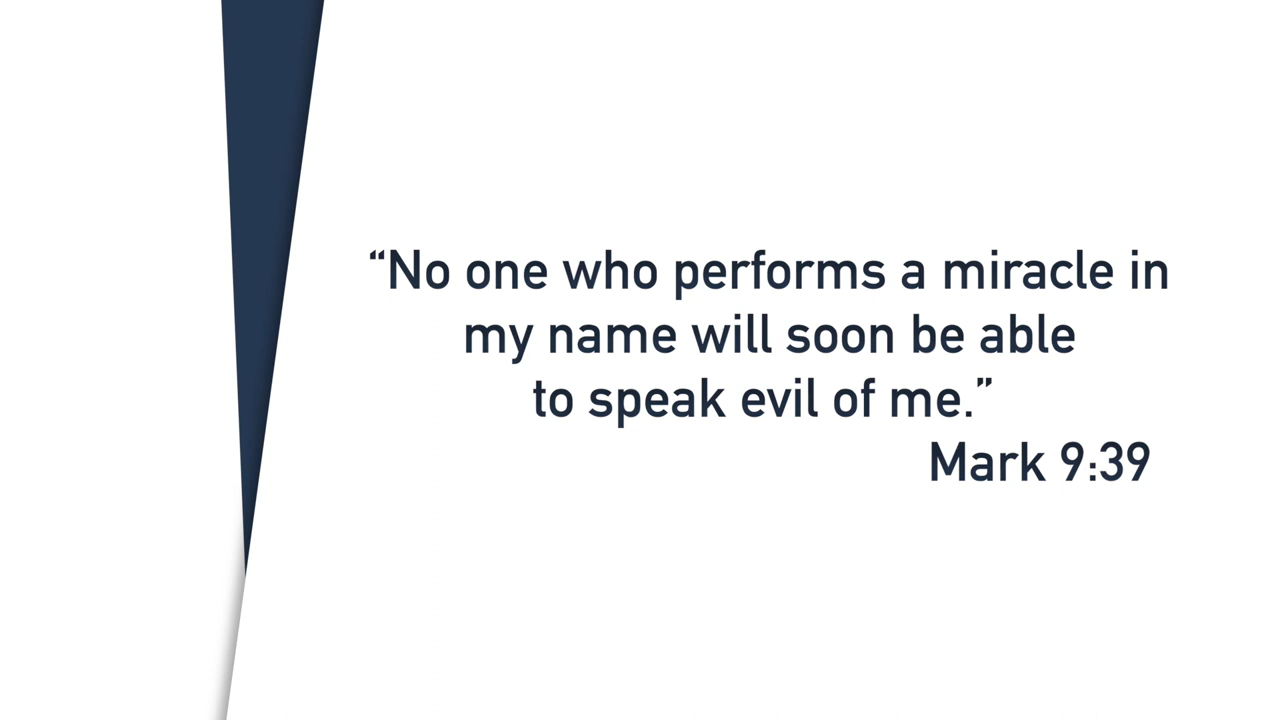 “No one who performs a miracle in
my name will soon be able
to speak evil of me.”
Mark 9:39